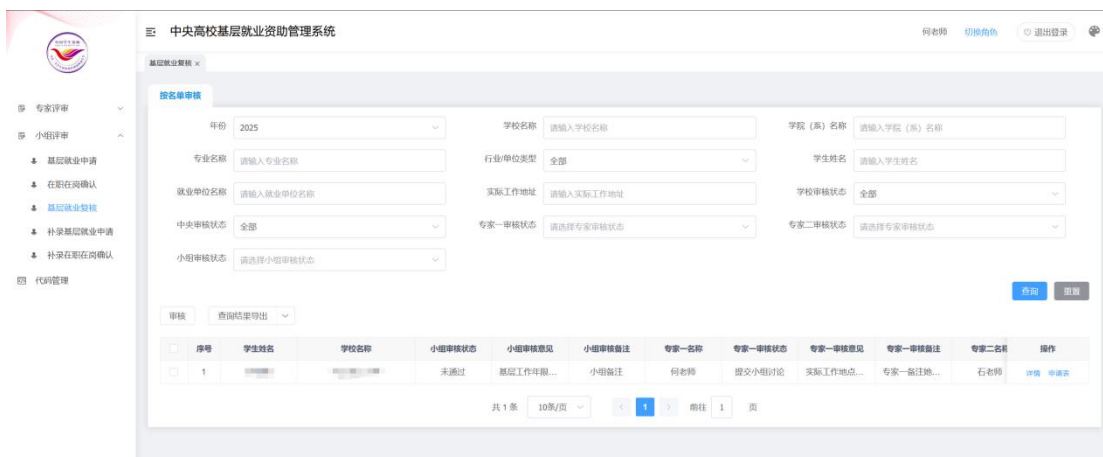 中央高校基层就业资助管理系统
何老师 切换角色 退出登录
基层就业复核 ×
专家评审
小组评审
基层就业申请
在职在岗确认
基层就业复核
补录基层就业申请
补录在职在岗确认
代码管理
按名单审核
年份 2025 学校名称 请输入学校名称 学院（系）名称 请输入学院（系）名称
专业名称 请输入专业名称 行业/单位类型 全部 学生姓名 请输入学生姓名
就业单位名称 请输入就业单位名称 实际工作地址 请输入实际工作地址 学校审核状态 全部
中央审核状态 全部 专家一审核状态 请选择专家审核状态 专家二审核状态 请选择专家审核状态
小组审核状态 请选择小组审核状态
查询 重置
审核 查询结果导出
序号 学生姓名 学校名称 小组审核状态 小组审核意见 小组审核备注 专家一名称 专家一审核状态 专家一审核意见 专家一审核备注 专家二名称 操作
1 未通过 基层工作年限... 小组备注 何老师 提交小组讨论 实际工作地点... 专家一备注她... 石老师 详情 申请表
共 1 条 10条/页 1 前往 1 页